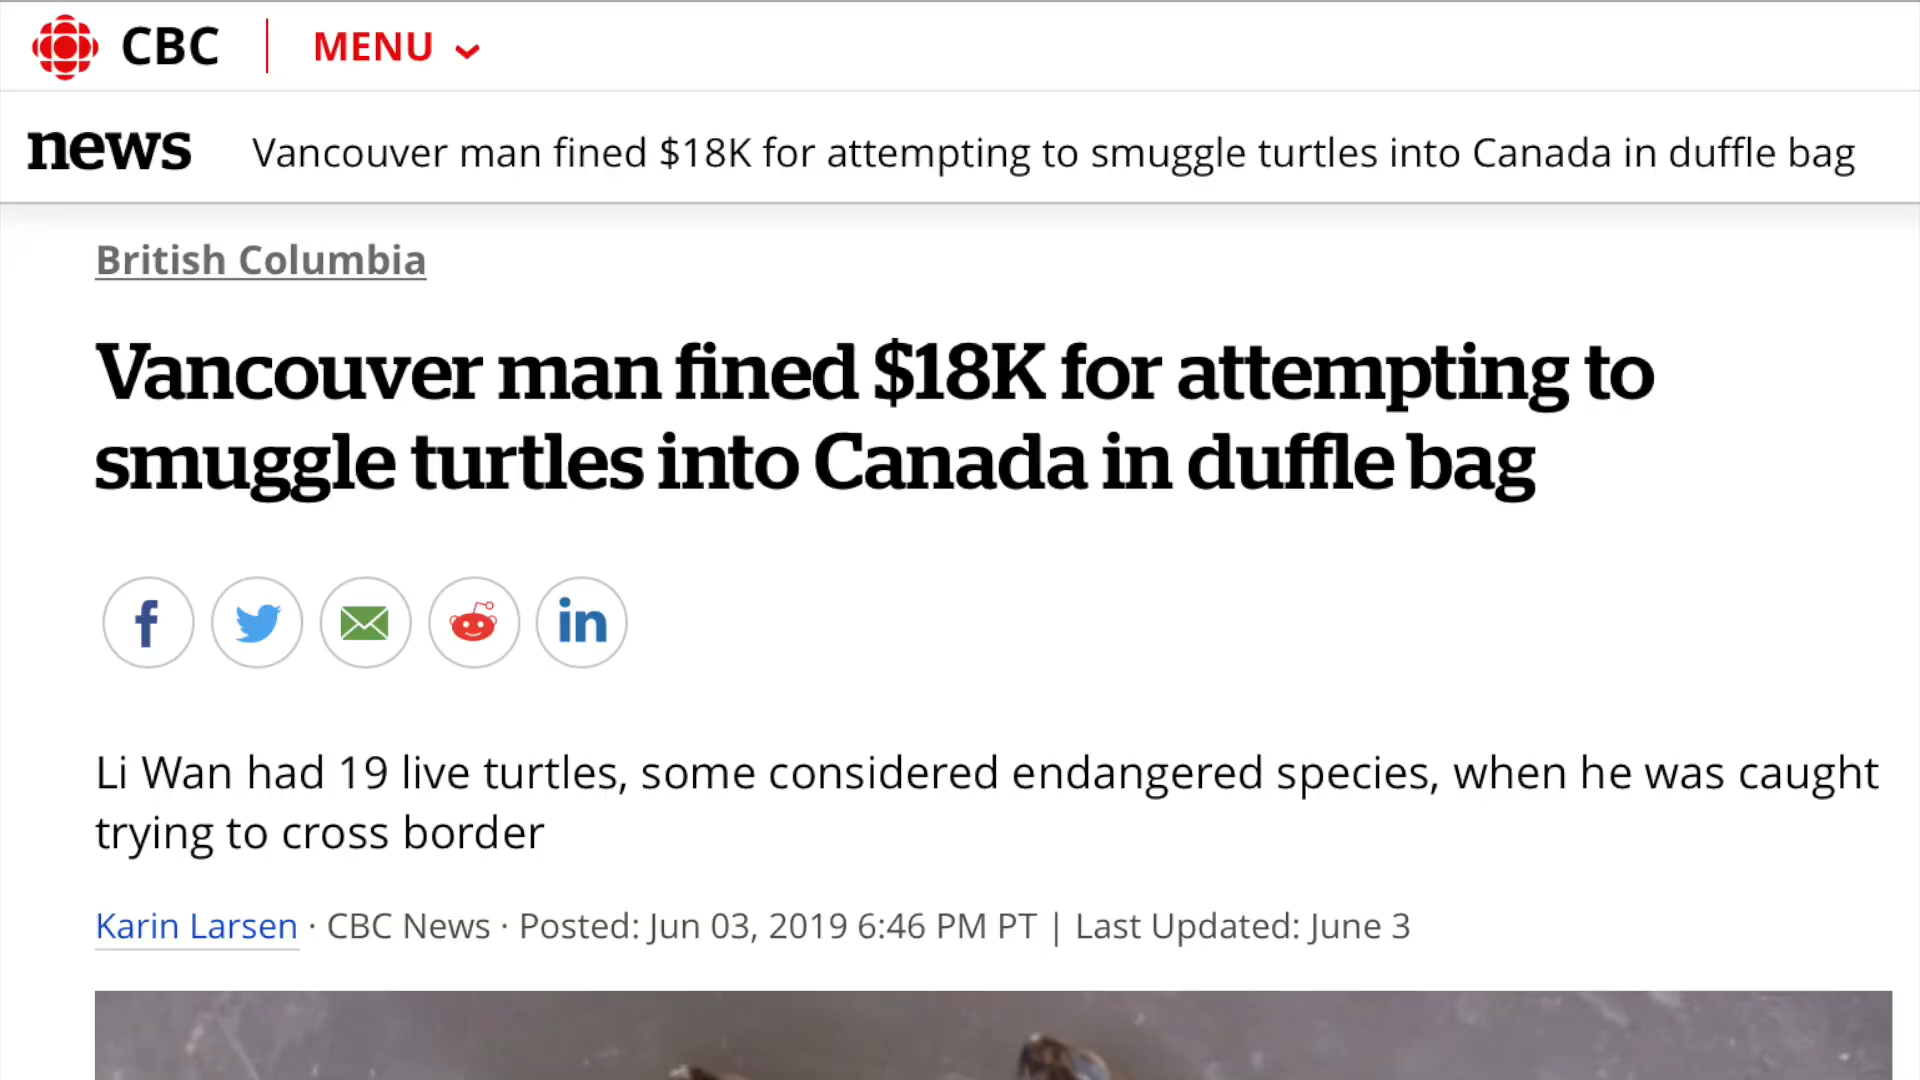 CBC MENU
news Vancouver man fined $18K for attempting to smuggle turtles into Canada in duffle bag
British Columbia
Vancouver man fined $18K for attempting to
smuggle turtles into Canada in duffle bag
f in
Li Wan had 19 live turtles, some considered endangered species, when he was caught
trying to cross border
Karin Larsen · CBC News · Posted: Jun 03, 2019 6:46 PM PT | Last Updated: June 3